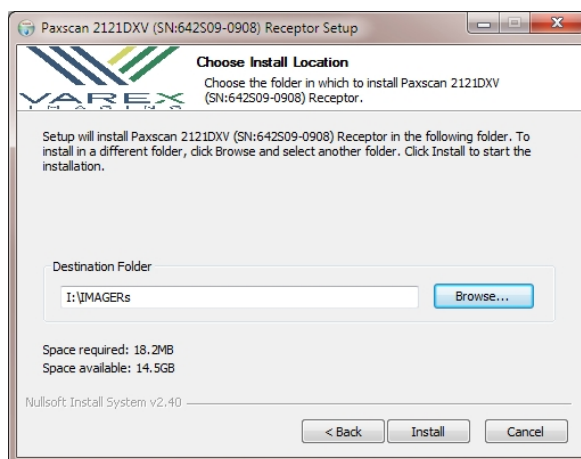 Paxscan 2121DXV (SN:642S09-0908) Receptor Setup
VAREX
IMAGING
Choose Install Location
Choose the folder in which to install Paxscan 2121DXV
(SN:642S09-0908) Receptor.
Setup will install Paxscan 2121DXV (SN:642S09-0908) Receptor in the following folder. To
install in a different folder, click Browse and select another folder. Click Install to start the
installation.
Destination Folder
I:\IMAGERs
Browse...
Space required: 18.2MB
Space available: 14.5GB
Nullsoft Install System v2.40
< Back
Install
Cancel